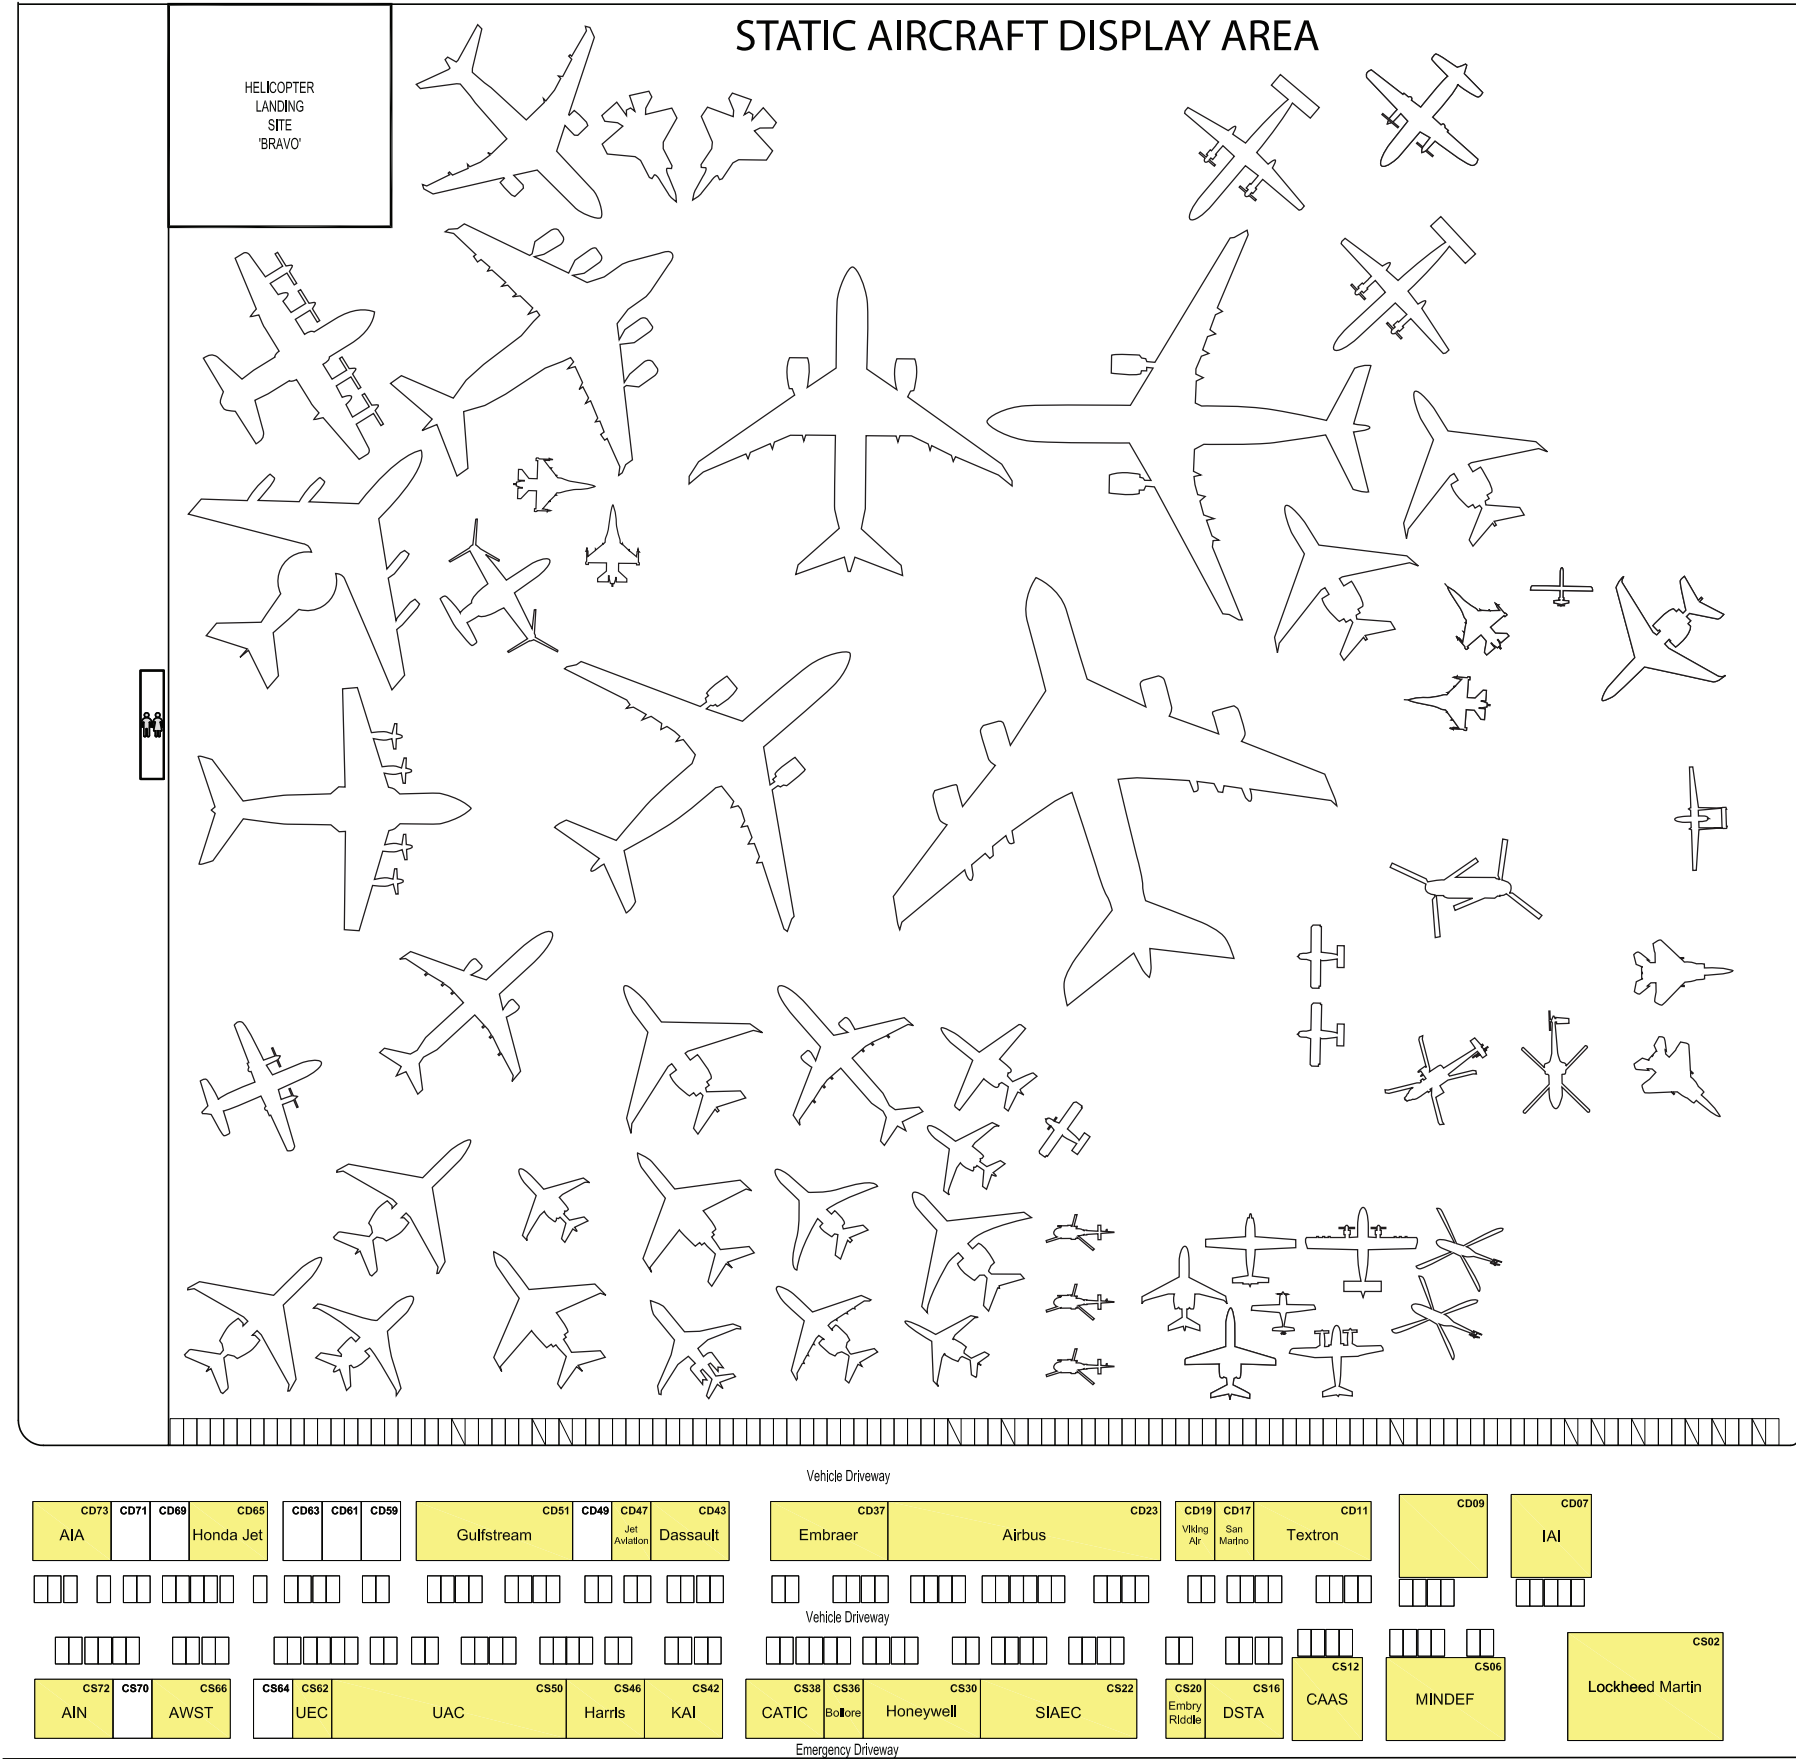 STATIC AIRCRAFT DISPLAY AREA
HELICOPTER
LANDING
SITE
'BRAVO'
Vehicle Driveway
CD73
AIA
CD71
CD69
CD65
Honda Jet
CD63
CD61
CD59
CD51
Gulfstream
CD49
CD47
Jet
Aviation
CD43
Dassault
CD37
Embraer
CD23
Airbus
CD19
Viking
Air
CD17
San
Marino
CD11
Textron
CD09
CD07
IAI
Vehicle Driveway
CS72
AIN
CS70
CS66
AWST
CS64
CS62
UEC
CS50
UAC
CS46
Harris
CS42
KAI
CS38
CATIC
CS36
Bollore
CS30
Honeywell
CS22
SIAEC
CS20
Embry
Riddle
CS16
DSTA
CS12
CAAS
CS06
MINDEF
CS02
Lockheed Martin
Emergency Driveway